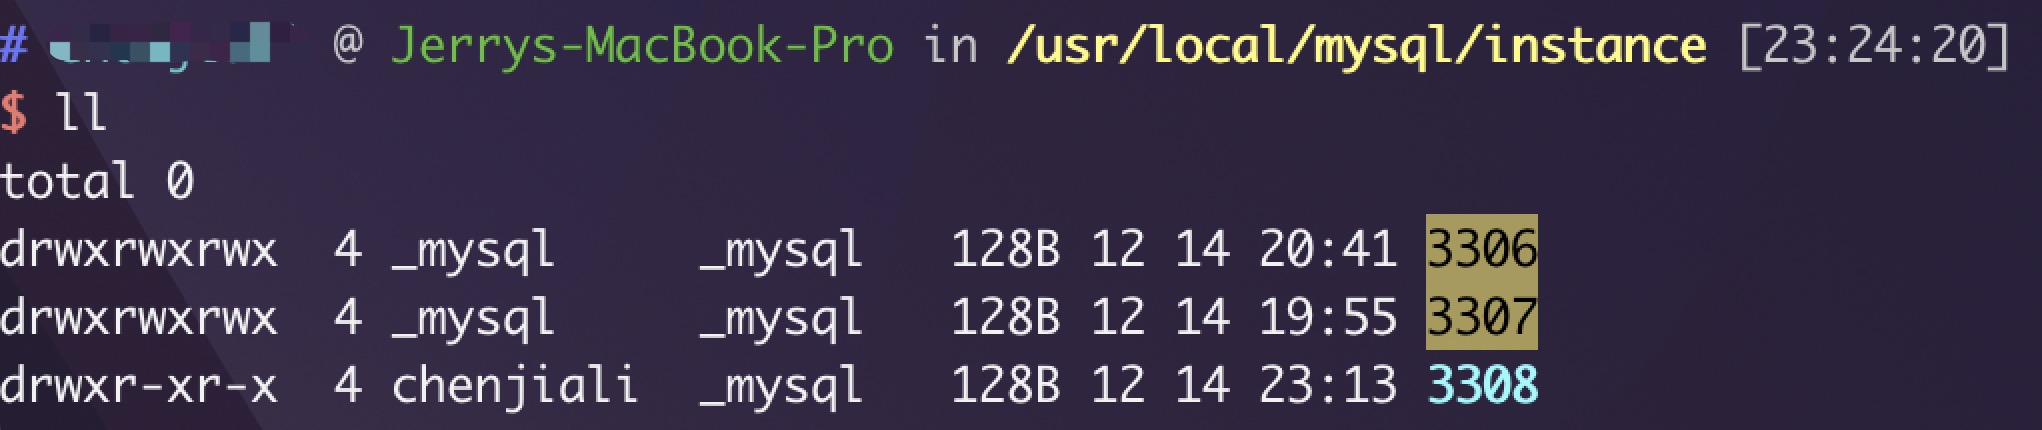 # @ Jerrys-MacBook-Pro in /usr/local/mysql/instance [23:24:20]
$ ll
total 0
drwxrwxrwx 4 _mysql _mysql 128B 12 14 20:41 3306
drwxrwxrwx 4 _mysql _mysql 128B 12 14 19:55 3307
drwxr-xr-x 4 chenjiali _mysql 128B 12 14 23:13 3308